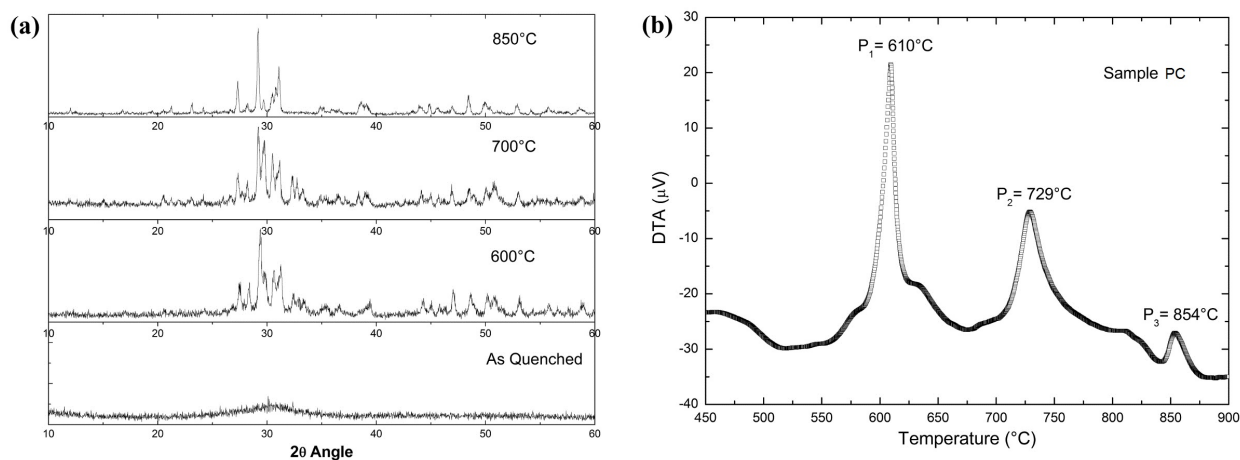 (a)
850°C
10 20 30 40 50 60
700°C
10 20 30 40 50 60
600°C
10 20 30 40 50 60
As Quenched
10 20 30 40 50 60
2θ Angle
(b)
30
20
10
0
-10
-20
-30
-40
DTA (μV)
P1= 610°C
Sample PC
P2= 729°C
P3= 854°C
450 500 550 600 650 700 750 800 850 900
Temperature (°C)